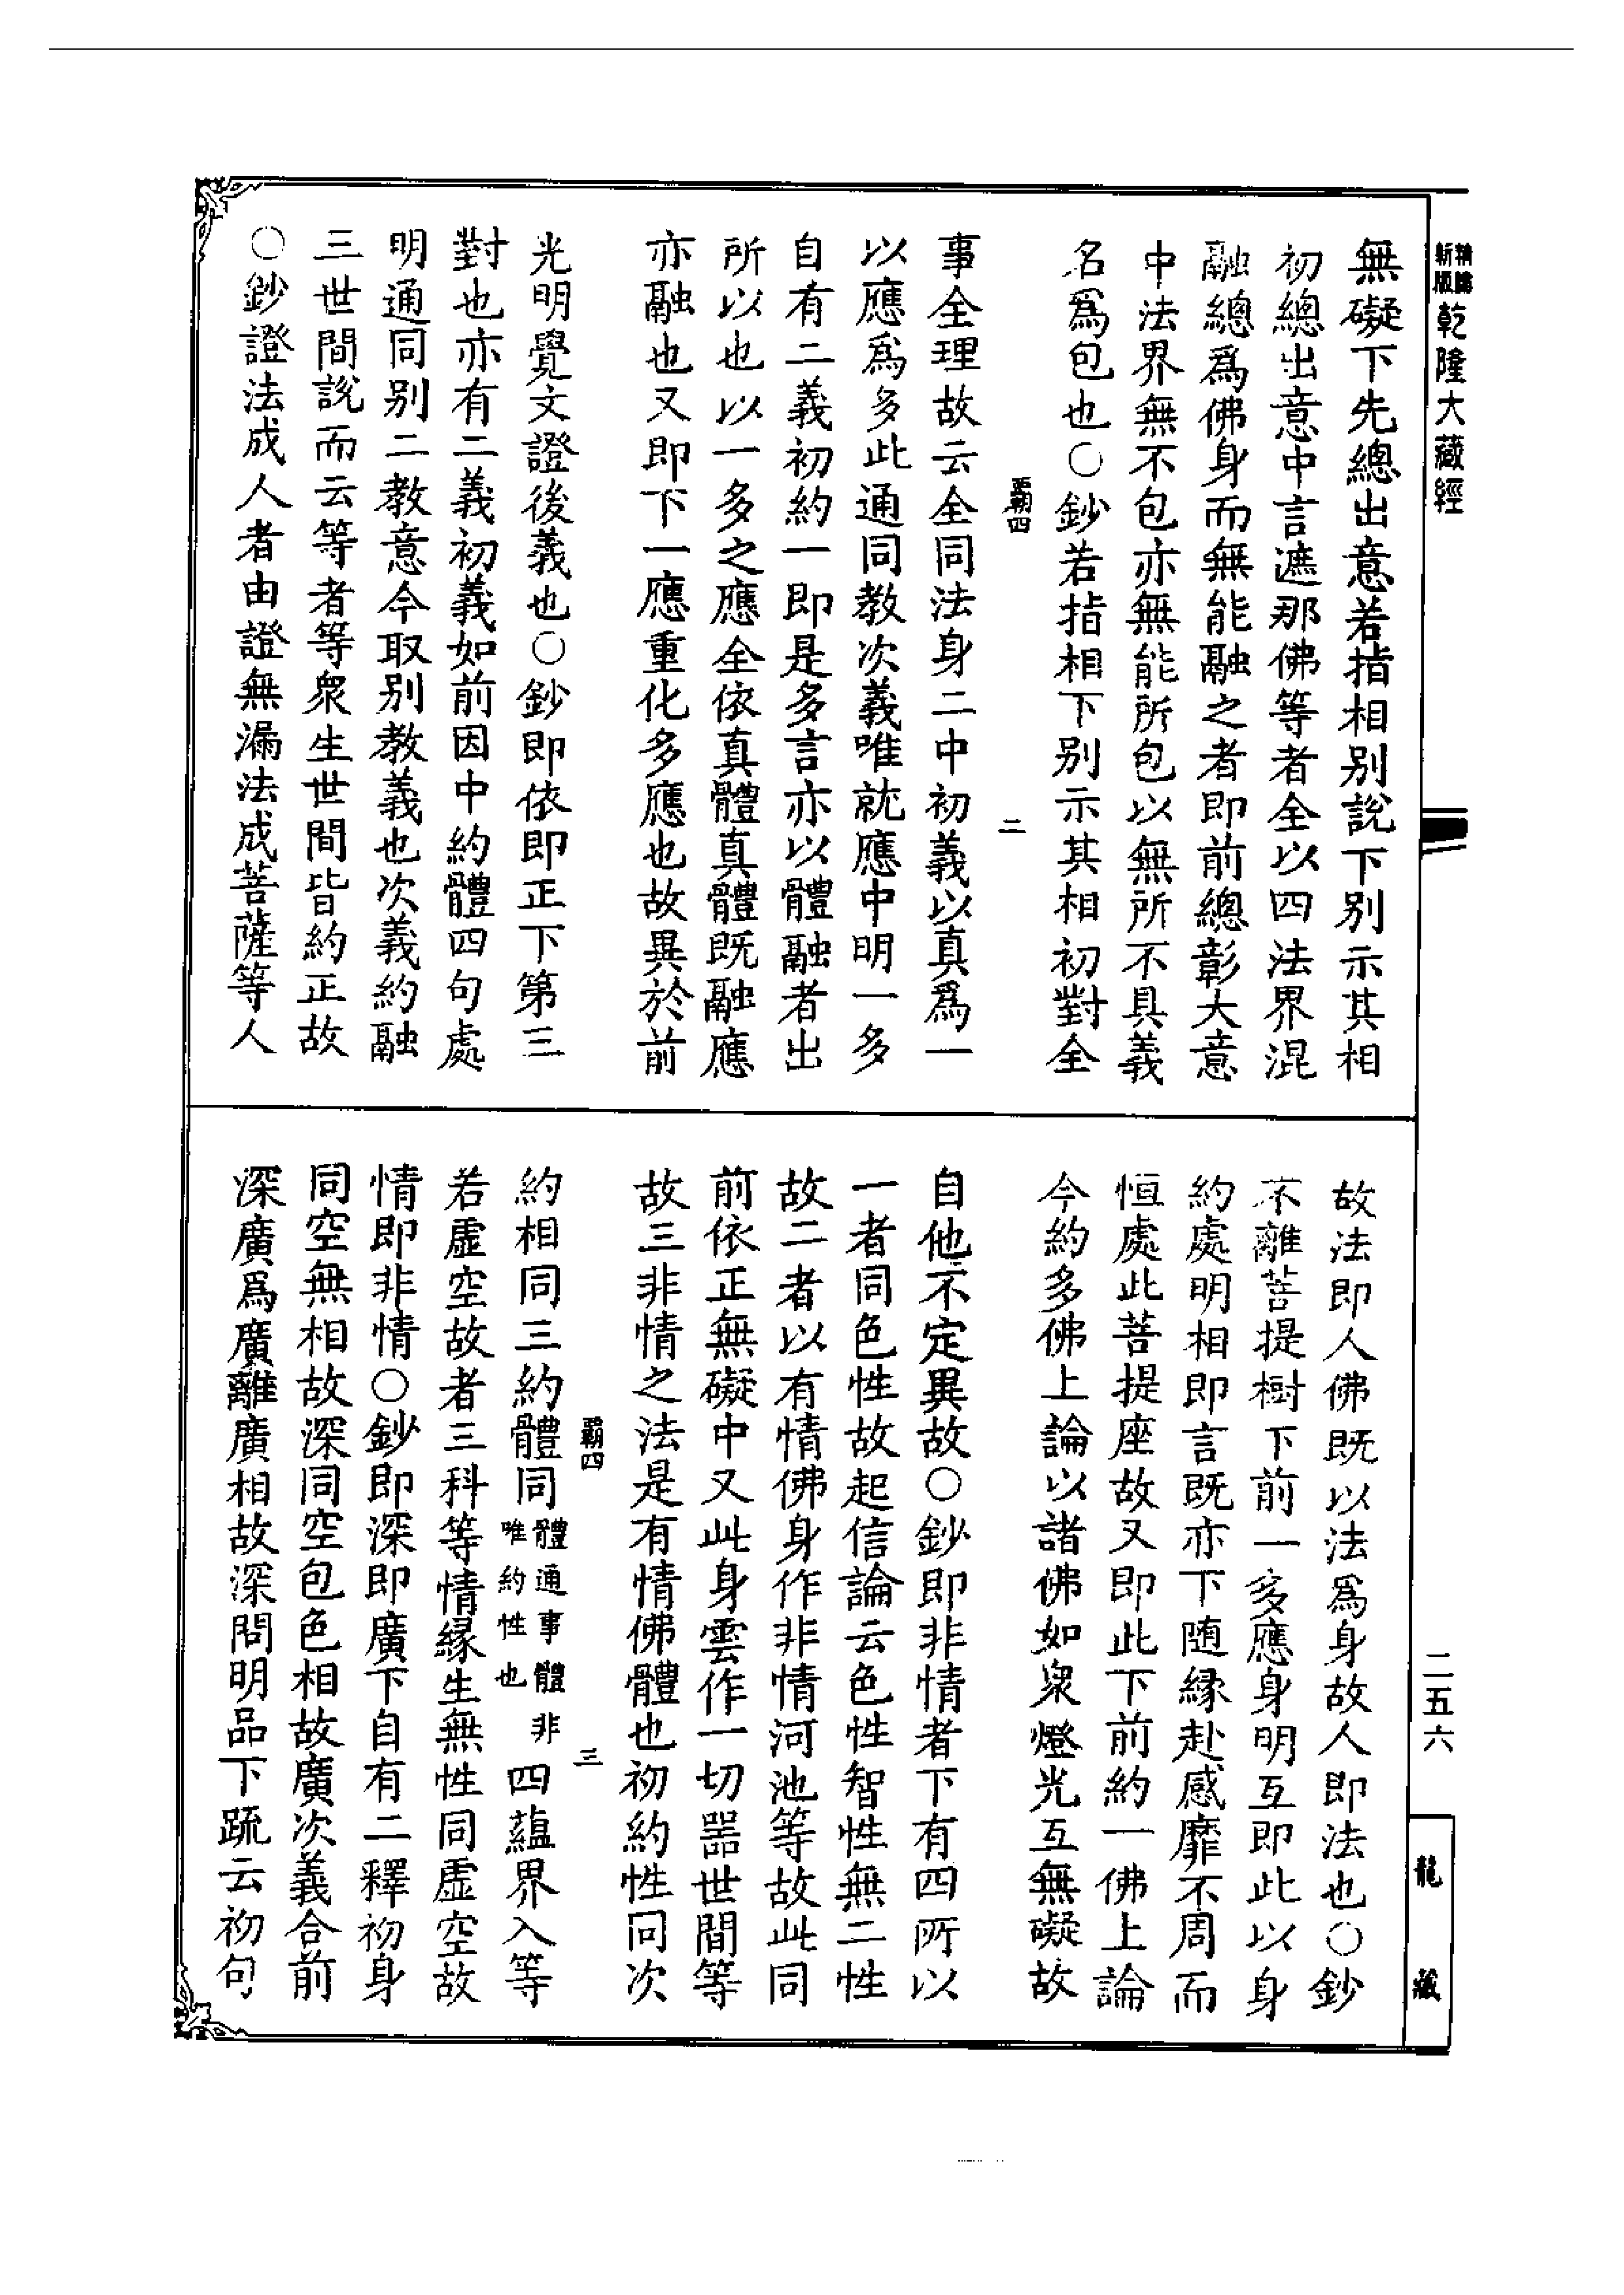 新版
精縮
乾隆大藏經
無礙下先總出意若指相別說下別示其相
初總出意中言遮那佛等者全以四法界混
融總爲佛身而無能融之者即前總彰大意
中法界無不包亦無能所包以無所不具義
名爲包也○鈔若指相下別示其相初對全
霸四
二
事全理故云全同法身二中初義以真爲一
以應爲多此通同教次義唯就應中明一多
自有二義初約一即是多言亦以體融者出
所以也以一多之應全依真體真體既融應
亦融也又即下一應重化多應也故異於前
光明覺文證後義也○鈔即依即正下第三
對也亦有二義初義如前因中約體四句處
明通同別二教意今取別教義也次義約融
三世間說而云等者等衆生世間皆約正故
○鈔證法成人者由證無漏法成菩薩等人
故法即人佛既以法爲身故人即法也○鈔
不離菩提樹下前一多應身明互即此以身
約處明相即言既亦下随緣赴感靡不周而
恒處此菩提座故又即此下前約一佛上論
今約多佛上論以諸佛如衆燈光互無礙故
自他不定異故○鈔即非情者下有四所以
一者同色性故起信論云色性智性無二性
故二者以有情佛身作非情河池等故此同
前依正無礙中又此身雲作一切器世間等
故三非情之法是有情佛體也初約性同次
霸四
三
約相同三約體同體通事體非唯約性也四蘊界入等
若虛空故者三科等情緣生無性同虛空故
情即非情○鈔即深即廣下自有二釋初身
同空無相故深同空包色相故廣次義合前
深廣爲廣離廣相故深問明品下疏云初句
二五六
龍藏